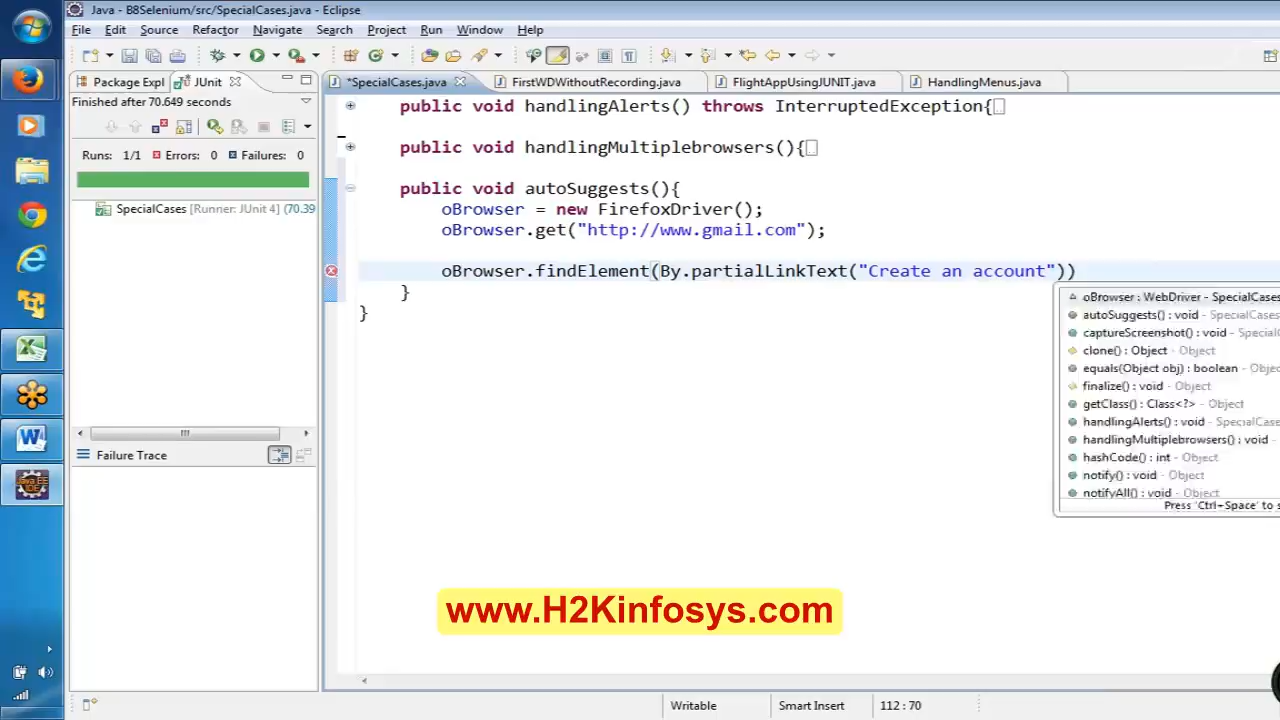 Java - B8Selenium/src/SpecialCases.java - Eclipse
File Edit Source Refactor Navigate Search Project Run Window Help
Package Expl JUnit
*SpecialCases.java FirstWDWithoutRecording.java FlightAppUsingJUNIT.java HandlingMenus.java
Finished after 70.649 seconds
Runs: 1/1 Errors: 0 Failures: 0
SpecialCases [Runner: JUnit 4] (70.39
Failure Trace
public void handlingAlerts() throws InterruptedException{
public void handlingMultiplebrowsers(){
public void autoSuggests(){
oBrowser = new FirefoxDriver();
oBrowser.get("http://www.gmail.com");
oBrowser.findElement(By.partialLinkText("Create an account"))
}
}
oBrowser : WebDriver - SpecialCases
autoSuggests() : void - SpecialCases
captureScreenshot() : void - SpecialCases
clone() : Object - Object
equals(Object obj) : boolean - Obje
finalize() : void - Object
getClass() : Class<?> - Object
handlingAlerts() : void - SpecialCas
handlingMultiplebrowsers() : void -
hashCode() : int - Object
notify() : void - Object
notifyAll() : void - Object
Press 'Ctrl+Space' to s
www.H2Kinfosys.com
Writable Smart Insert 112 : 70